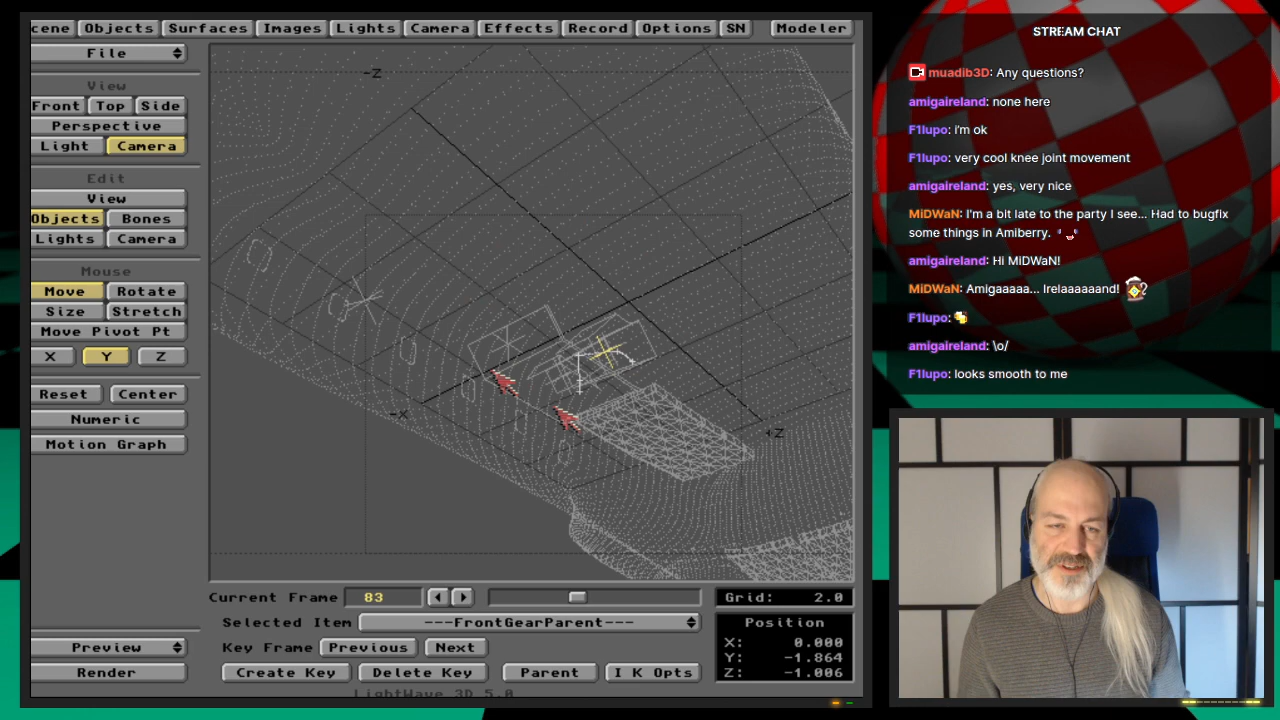 cene Objects Surfaces Images Lights Camera Effects Record Options SN Modeler
File
View
Front Top Side
Perspective
Light Camera
Edit
View
Objects Bones
Lights Camera
Mouse
Move Rotate
Size Stretch
Move Pivot Pt
X Y Z
Reset Center
Numeric
Motion Graph
Preview
Render
-Z
-X
+Z
Current Frame 83
Selected Item ---FrontGearParent---
Key Frame Previous Next
Create Key Delete Key Parent I K Opts
LightWave 3D 5.0
Grid: 2.0
Position
X: 0.000
Y: -1.864
Z: -1.006
STREAM CHAT
muadib3D: Any questions?
amigaireland: none here
F1lupo: i'm ok
F1lupo: very cool knee joint movement
amigaireland: yes, very nice
MiDWaN: I'm a bit late to the party I see... Had to bugfix
some things in Amiberry.
amigaireland: Hi MiDWaN!
MiDWaN: Amigaaaaa... Irelaaaaand!
F1lupo:
amigaireland: \o/
F1lupo: looks smooth to me